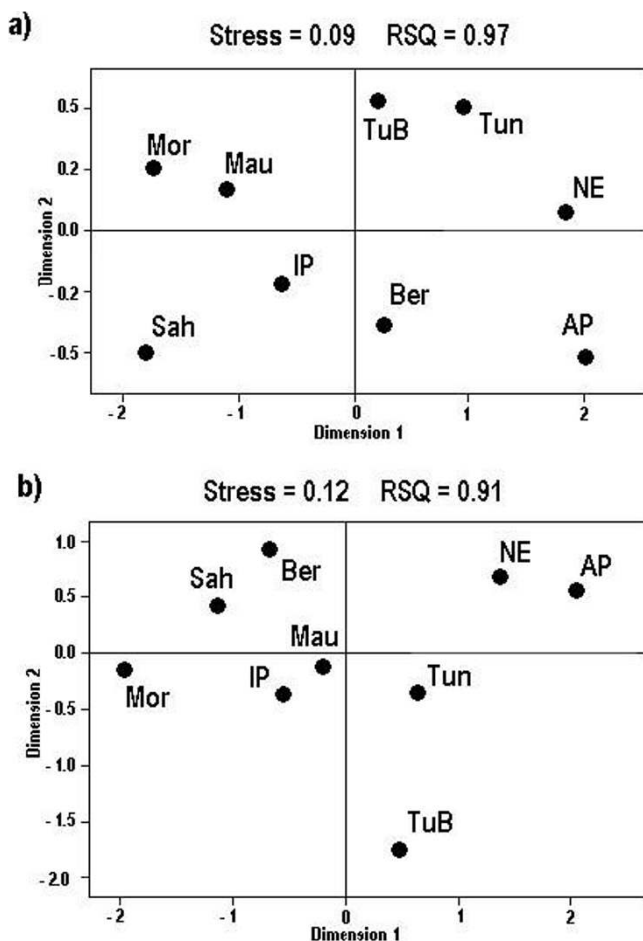 a)
Stress = 0.09 RSQ = 0.97
0.5
0.2
0.0
- 0.2
- 0.5
Dimension 2
Mor
Mau
TuB
Tun
NE
IP
Sah
Ber
AP
- 2
- 1
0
1
2
Dimension 1
b)
Stress = 0.12 RSQ = 0.91
1.0
0.5
0.0
- 0.5
- 1.0
- 1.5
- 2.0
Dimension 2
Sah
Ber
NE
AP
Mau
Mor
IP
Tun
TuB
- 2
- 1
0
1
2
Dimension 1